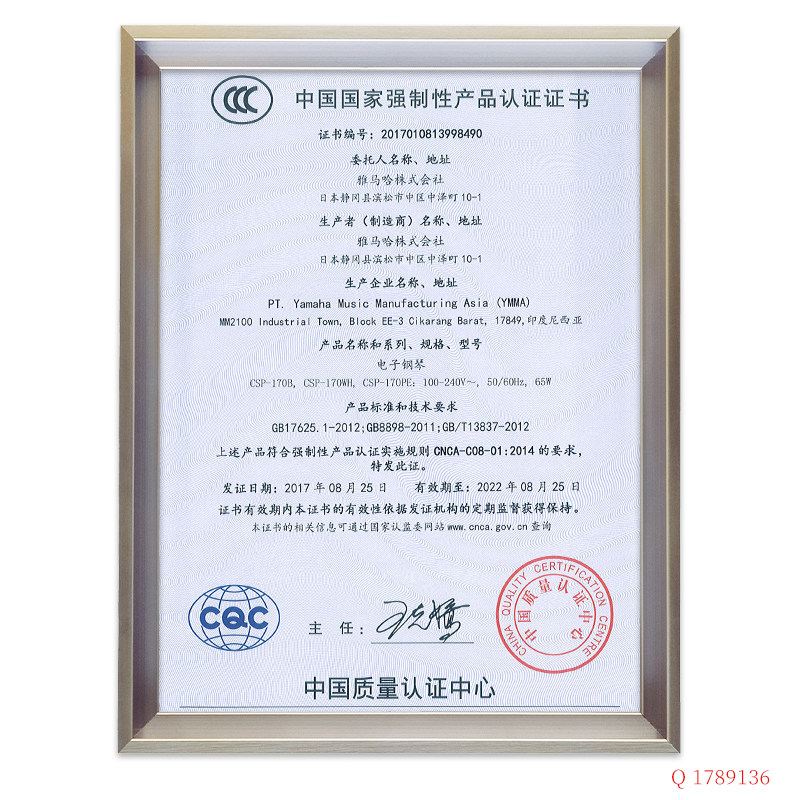 CCC
中国国家强制性产品认证证书
证书编号：2017010813998490
委托人名称、地址
雅马哈株式会社
日本静冈县滨松市中区中泽町10-1
生产者（制造商）名称、地址
雅马哈株式会社
日本静冈县滨松市中区中泽町10-1
生产企业名称、地址
PT. Yamaha Music Manufacturing Asia (YMMA)
MM2100 Industrial Town, Block EE-3 Cikarang Barat, 17849,印度尼西亚
产品名称和系列、规格、型号
电子钢琴
CSP-170B, CSP-170WH, CSP-170PE: 100-240V～, 50/60Hz, 65W
产品标准和技术要求
GB17625.1-2012;GB8898-2011;GB/T13837-2012
上述产品符合强制性产品认证实施规则 CNCA-C08-01:2014 的要求，
特发此证。
发证日期：2017 年 08 月 25 日 有效期至：2022 年 08 月 25 日
证书有效期内本证书的有效性依据发证机构的定期监督获得保持。
本证书的相关信息可通过国家认监委网站 www.cnca.gov.cn 查询
CQC
主 任：
CHINA QUALITY CERTIFICATION CENTRE
中国质量认证中心
中国质量认证中心
Q 1789136